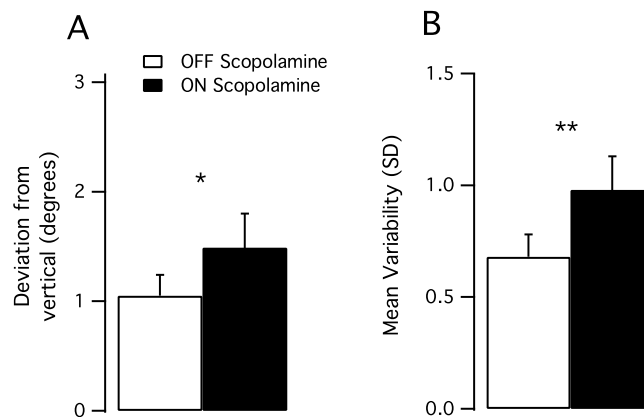 A
OFF Scopolamine
ON Scopolamine
Deviation from
vertical (degrees)
3
2
1
0
*
B
Mean Variability (SD)
1.5
1.0
0.5
0.0
**